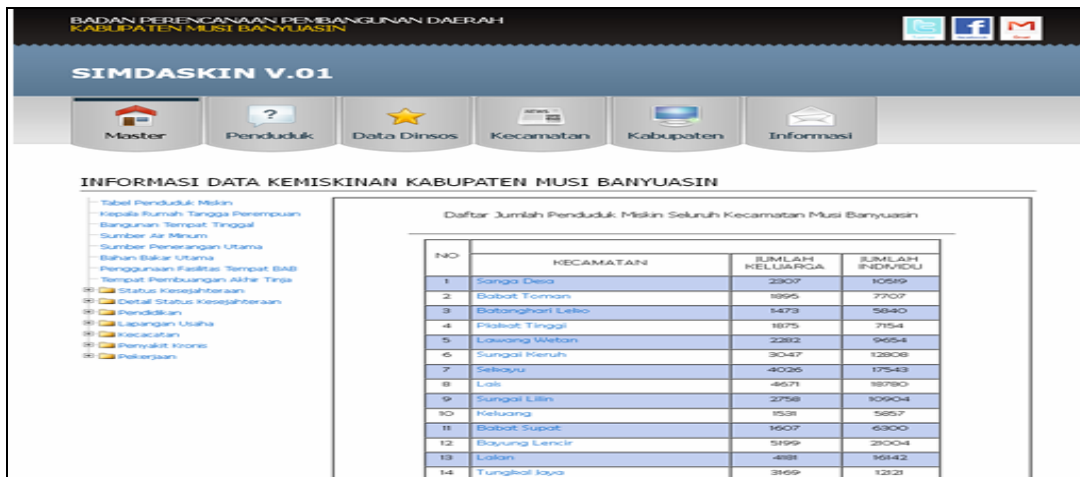 BADAN PERENCANAAN PEMBANGUNAN DAERAH
KABUPATEN MUSI BANYUASIN
SIMDASKIN V.01
Master Penduduk Data Dinsos Kecamatan Kabupaten Informasi
INFORMASI DATA KEMISKINAN KABUPATEN MUSI BANYUASIN
Tabel Penduduk Miskin
Kepala Rumah Tangga Perempuan
Bangunan Tempat Tinggal
Sumber Air Minum
Sumber Penerangan Utama
Bahan Bakar Utama
Penggunaan Fasilitas Tempat BAB
Tempat Pembuangan Akhir Tinja
Status Kesejahteraan
Detail Status Kesejahteraan
Pendidikan
Lapangan Usaha
Kecacatan
Penyakit Kronis
Pekerjaan
Daftar Jumlah Penduduk Miskin Seluruh Kecamatan Musi Banyuasin
NO KECAMATAN JUMLAH KELUARGA JUMLAH INDIVIDU
1 Sanga Desa 2307 10519
2 Babat Toman 1895 7707
3 Batanghari Leko 1473 5840
4 Plakat Tinggi 1875 7154
5 Lawang Wetan 2282 9654
6 Sungai Keruh 3047 12808
7 Sekayu 4026 17543
8 Lais 4671 18780
9 Sungai Lilin 2758 10904
10 Keluang 1531 5857
11 Babat Supat 1607 6300
12 Bayung Lencir 5199 21004
13 Lalan 4181 16142
14 Tungkal Jaya 3169 12121